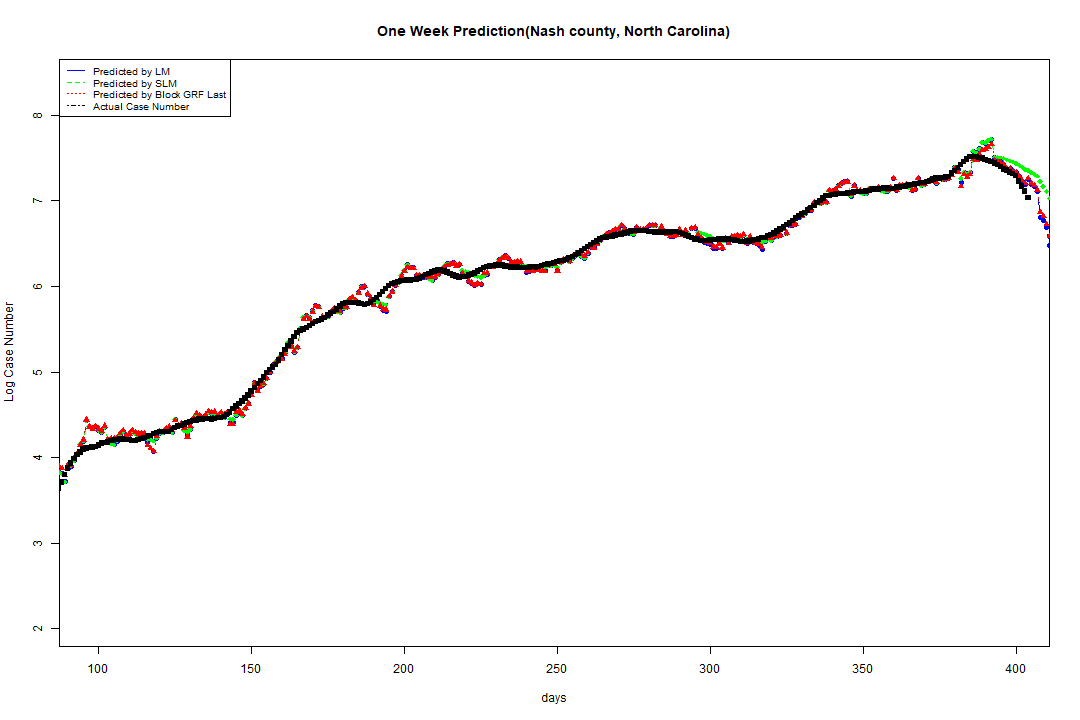 One Week Prediction(Nash county, North Carolina)
Predicted by LM
Predicted by SLM
Predicted by Block GRF Last
Actual Case Number
8
7
6
5
4
3
2
Log Case Number
100 150 200 250 300 350 400
days